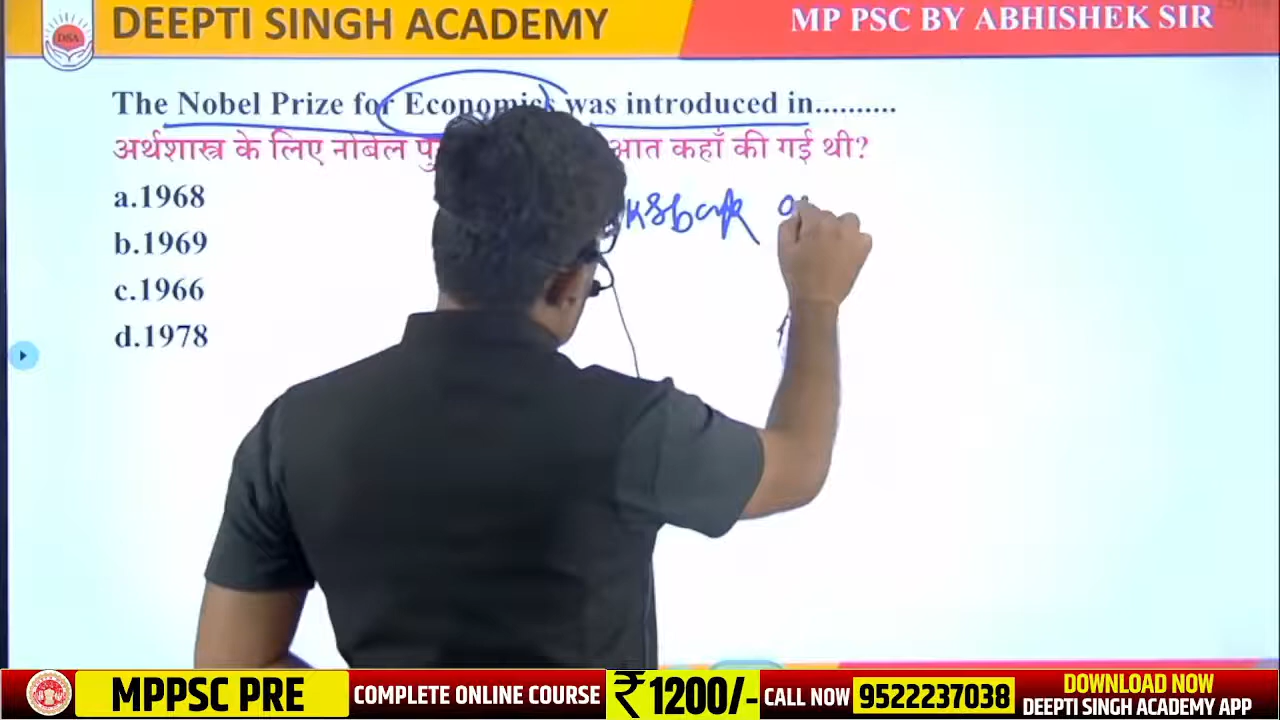 DEEPTI SINGH ACADEMY
MP PSC BY ABHISHEK SIR
DSA
The Nobel Prize for Economics was introduced in..........
अर्थशास्त्र के लिए नोबेल आत कहाँ की गई थी?
a.1968
b.1969
c.1966
d.1978
MPPSC PRE
COMPLETE ONLINE COURSE
₹1200/-
CALL NOW
9522237038
DOWNLOAD NOW
DEEPTI SINGH ACADEMY APP